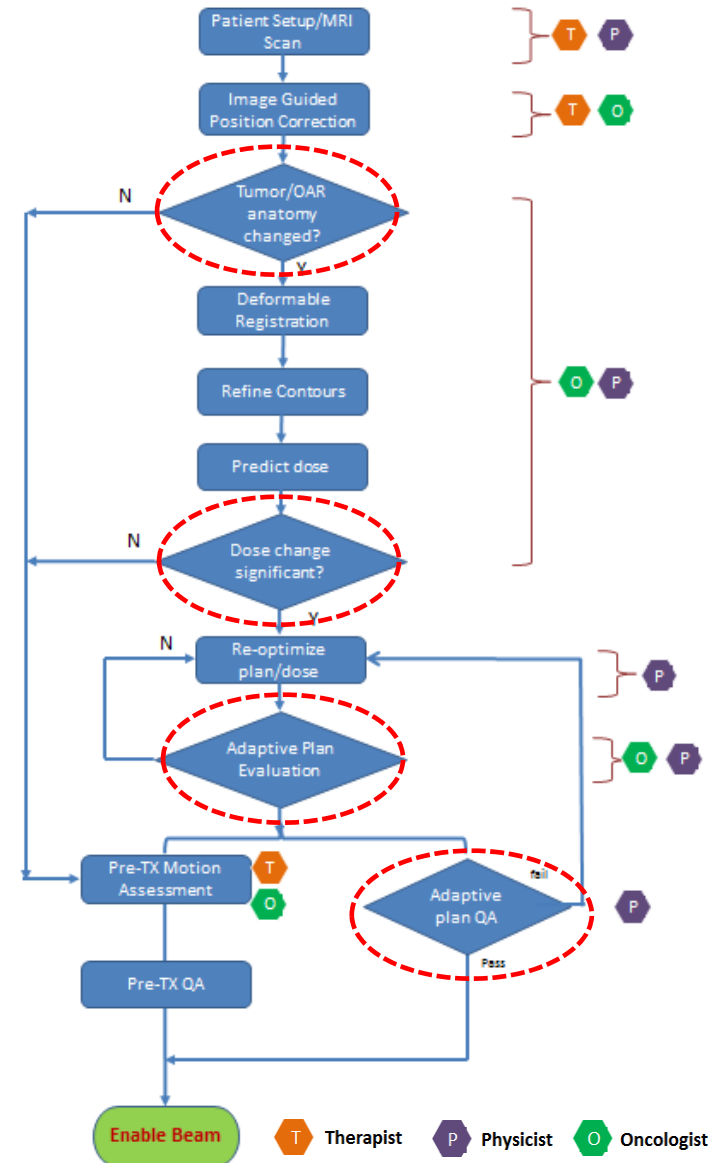 Patient Setup/MRI
Scan
T P
Image Guided
Position Correction
T O
N
Tumor/OAR
anatomy
changed?
Y
Deformable
Registration
O P
Refine Contours
Predict dose
N
Dose change
significant?
Y
N
Re-optimize
plan/dose
P
Adaptive Plan
Evaluation
O P
Pre-TX Motion
Assessment
T
O
fail
Adaptive
plan QA
P
Pass
Pre-TX QA
Enable Beam
T Therapist P Physicist O Oncologist